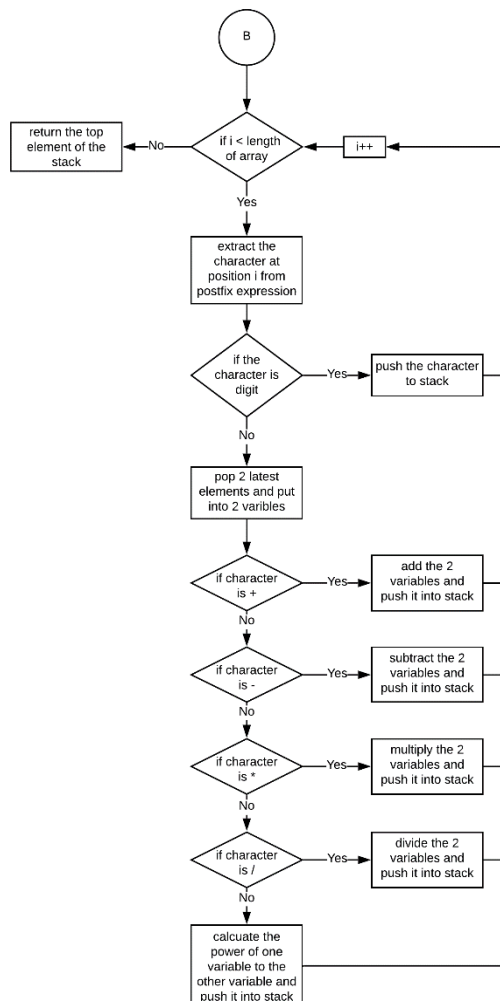 B
if i < length
of array
No
return the top
element of the
stack
i++
Yes
extract the
character at
position i from
postfix expression
if the
character is
digit
Yes
push the character
to stack
No
pop 2 latest
elements and put
into 2 varibles
if character
is +
Yes
add the 2
variables and
push it into stack
No
if character
is -
Yes
subtract the 2
variables and
push it into stack
No
if character
is *
Yes
multiply the 2
variables and
push it into stack
No
if character
is /
Yes
divide the 2
variables and
push it into stack
No
calcuate the
power of one
variable to the
other variable and
push it into stack